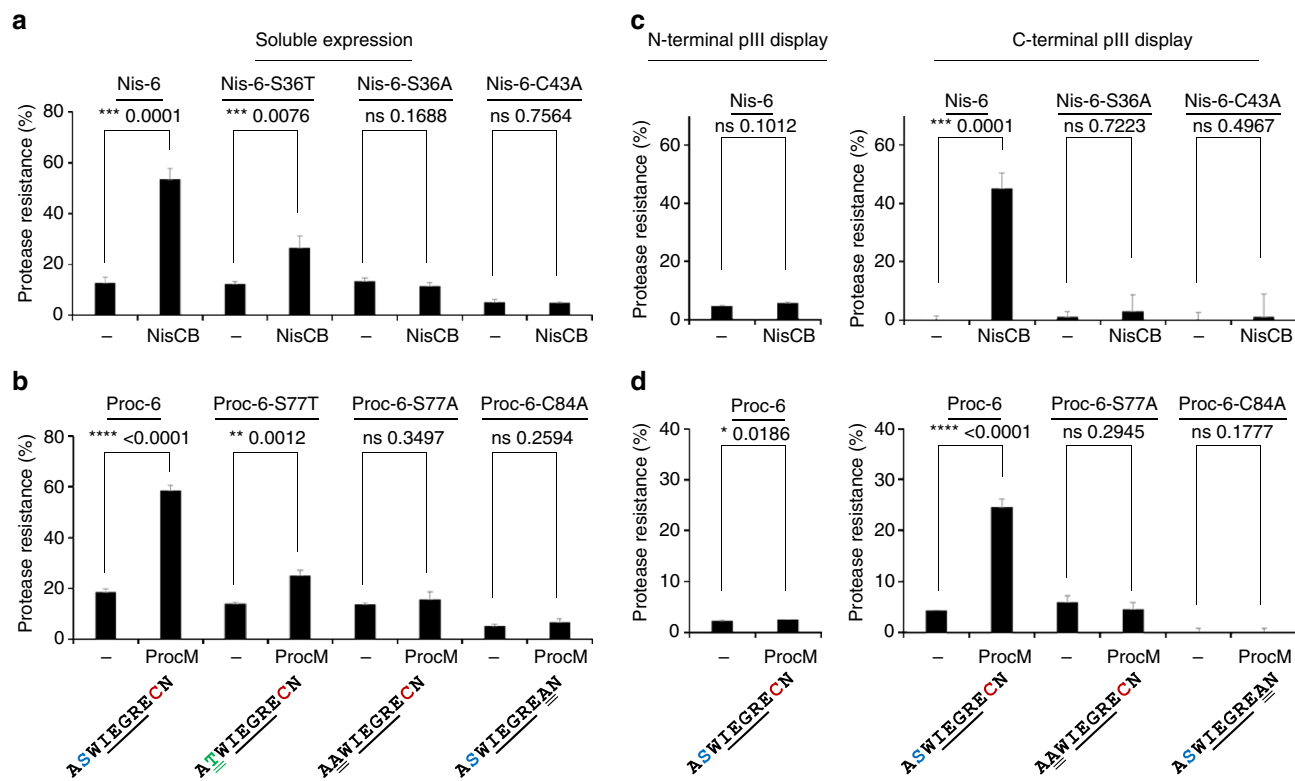 a
Soluble expression
Nis-6
Nis-6-S36T
Nis-6-S36A
Nis-6-C43A
*** 0.0001
*** 0.0076
ns 0.1688
ns 0.7564
Protease resistance (%)
80
60
40
20
0
–
NisCB
–
NisCB
–
NisCB
–
NisCB
b
Proc-6
Proc-6-S77T
Proc-6-S77A
Proc-6-C84A
**** <0.0001
** 0.0012
ns 0.3497
ns 0.2594
Protease resistance (%)
80
60
40
20
0
–
ProcM
–
ProcM
–
ProcM
–
ProcM
ASWIEGRECN
ATWIEGRECN
AAWIEGRECN
ASWIEGREAN
c
N-terminal pIII display
C-terminal pIII display
Nis-6
ns 0.1012
Protease resistance (%)
60
40
20
0
–
NisCB
Nis-6
Nis-6-S36A
Nis-6-C43A
*** 0.0001
ns 0.7223
ns 0.4967
Protease resistance (%)
60
40
20
0
–
NisCB
–
NisCB
–
NisCB
d
Proc-6
* 0.0186
Protease resistance (%)
40
30
20
10
0
–
ProcM
ASWIEGRECN
Proc-6
Proc-6-S77A
Proc-6-C84A
**** <0.0001
ns 0.2945
ns 0.1777
Protease resistance (%)
40
30
20
10
0
–
ProcM
–
ProcM
–
ProcM
ASWIEGRECN
AAWIEGRECN
ASWIEGREAN